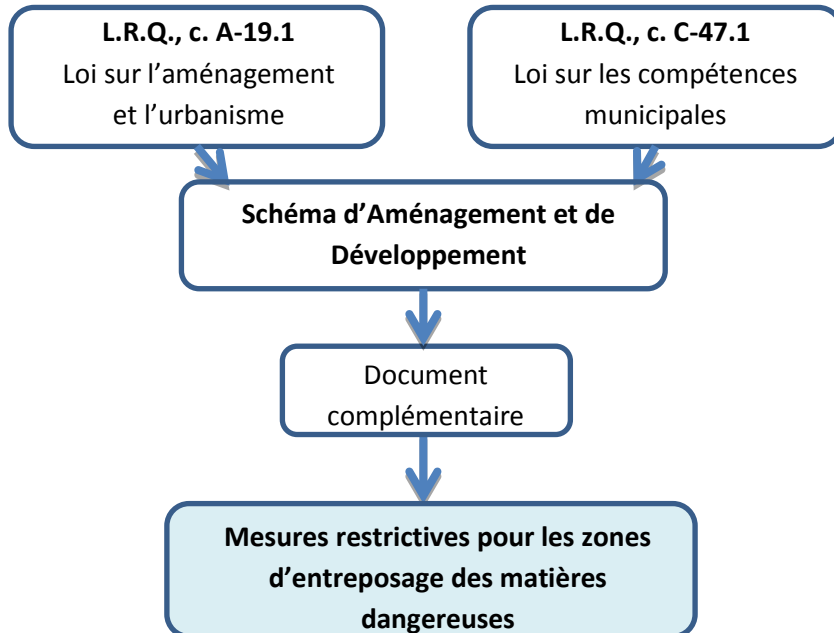 L.R.Q., c. A-19.1
Loi sur l’aménagement
et l’urbanisme
L.R.Q., c. C-47.1
Loi sur les compétences
municipales
Schéma d’Aménagement et de
Développement
Document
complémentaire
Mesures restrictives pour les zones
d’entreposage des matières
dangereuses